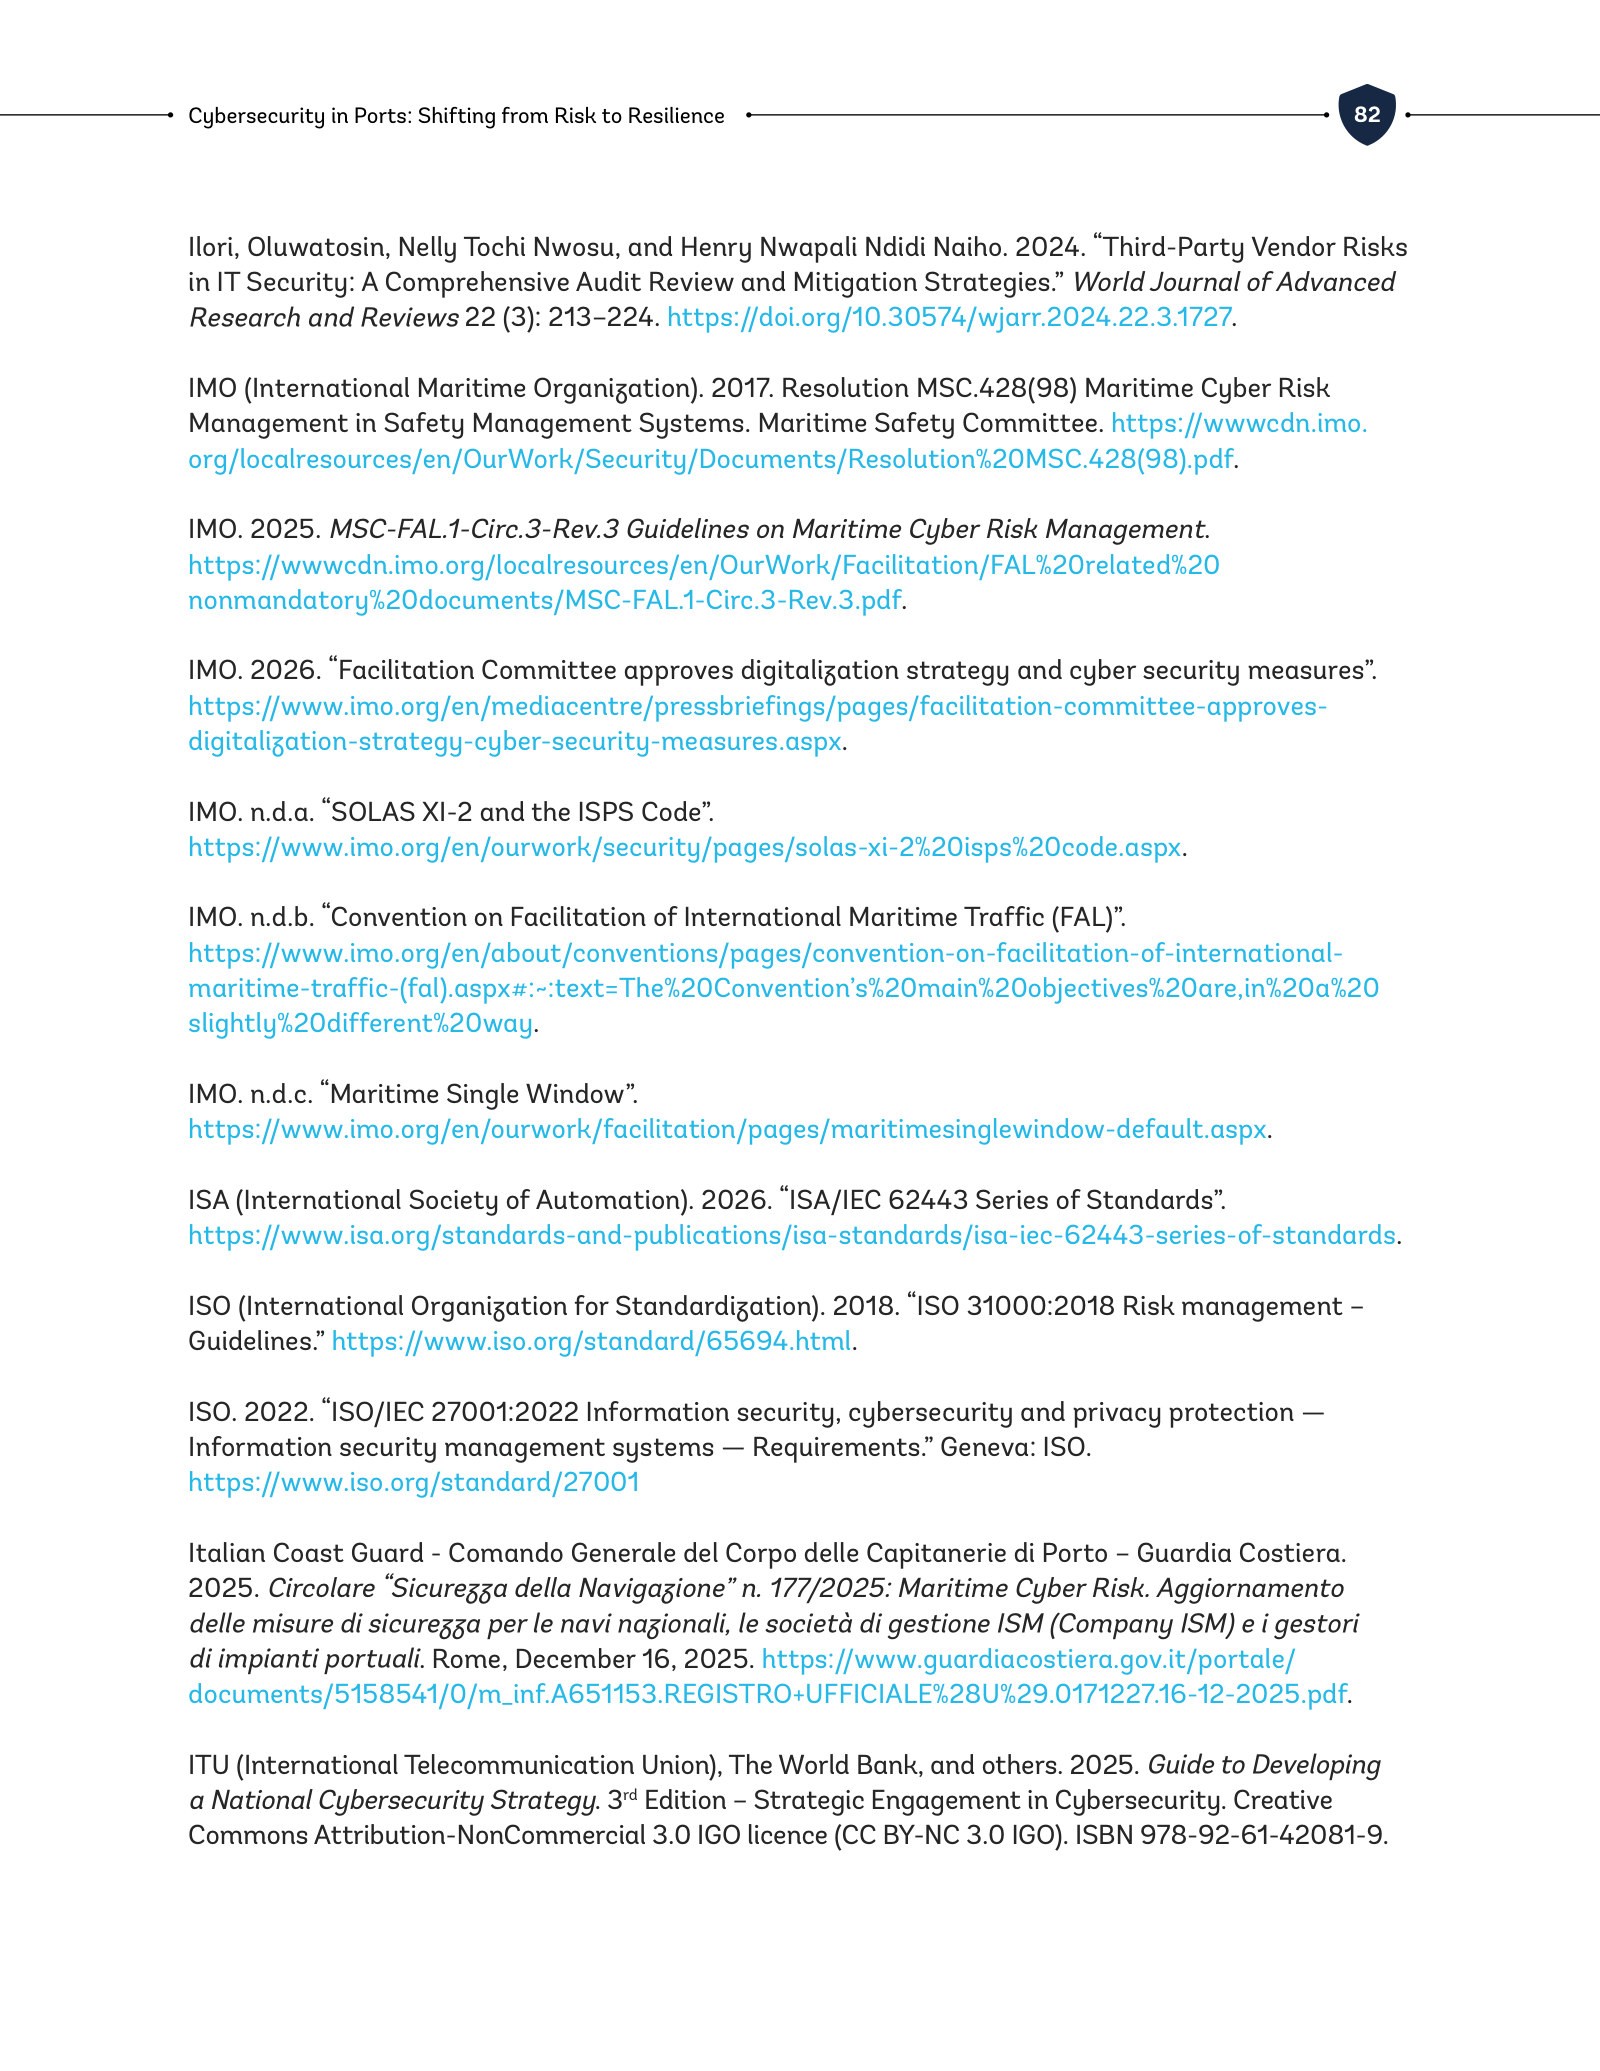 Cybersecurity in Ports: Shifting from Risk to Resilience
82
Ilori, Oluwatosin, Nelly Tochi Nwosu, and Henry Nwapali Ndidi Naiho. 2024. “Third-Party Vendor Risks
in IT Security: A Comprehensive Audit Review and Mitigation Strategies.” World Journal of Advanced
Research and Reviews 22 (3): 213–224. https://doi.org/10.30574/wjarr.2024.22.3.1727.
IMO (International Maritime Organization). 2017. Resolution MSC.428(98) Maritime Cyber Risk
Management in Safety Management Systems. Maritime Safety Committee. https://wwwcdn.imo.
org/localresources/en/OurWork/Security/Documents/Resolution%20MSC.428(98).pdf.
IMO. 2025. MSC-FAL.1-Circ.3-Rev.3 Guidelines on Maritime Cyber Risk Management.
https://wwwcdn.imo.org/localresources/en/OurWork/Facilitation/FAL%20related%20
nonmandatory%20documents/MSC-FAL.1-Circ.3-Rev.3.pdf.
IMO. 2026. “Facilitation Committee approves digitalization strategy and cyber security measures”.
https://www.imo.org/en/mediacentre/pressbriefings/pages/facilitation-committee-approves-
digitalization-strategy-cyber-security-measures.aspx.
IMO. n.d.a. “SOLAS XI-2 and the ISPS Code”.
https://www.imo.org/en/ourwork/security/pages/solas-xi-2%20isps%20code.aspx.
IMO. n.d.b. “Convention on Facilitation of International Maritime Traffic (FAL)”.
https://www.imo.org/en/about/conventions/pages/convention-on-facilitation-of-international-
maritime-traffic-(fal).aspx#:~:text=The%20Convention’s%20main%20objectives%20are,in%20a%20
slightly%20different%20way.
IMO. n.d.c. “Maritime Single Window”.
https://www.imo.org/en/ourwork/facilitation/pages/maritimesinglewindow-default.aspx.
ISA (International Society of Automation). 2026. “ISA/IEC 62443 Series of Standards”.
https://www.isa.org/standards-and-publications/isa-standards/isa-iec-62443-series-of-standards.
ISO (International Organization for Standardization). 2018. “ISO 31000:2018 Risk management –
Guidelines.” https://www.iso.org/standard/65694.html.
ISO. 2022. “ISO/IEC 27001:2022 Information security, cybersecurity and privacy protection —
Information security management systems — Requirements.” Geneva: ISO.
https://www.iso.org/standard/27001
Italian Coast Guard - Comando Generale del Corpo delle Capitanerie di Porto – Guardia Costiera.
2025. Circolare “Sicurezza della Navigazione” n. 177/2025: Maritime Cyber Risk. Aggiornamento
delle misure di sicurezza per le navi nazionali, le società di gestione ISM (Company ISM) e i gestori
di impianti portuali. Rome, December 16, 2025. https://www.guardiacostiera.gov.it/portale/
documents/5158541/0/m_inf.A651153.REGISTRO+UFFICIALE%28U%29.0171227.16-12-2025.pdf.
ITU (International Telecommunication Union), The World Bank, and others. 2025. Guide to Developing
a National Cybersecurity Strategy. 3rd Edition – Strategic Engagement in Cybersecurity. Creative
Commons Attribution-NonCommercial 3.0 IGO licence (CC BY-NC 3.0 IGO). ISBN 978-92-61-42081-9.